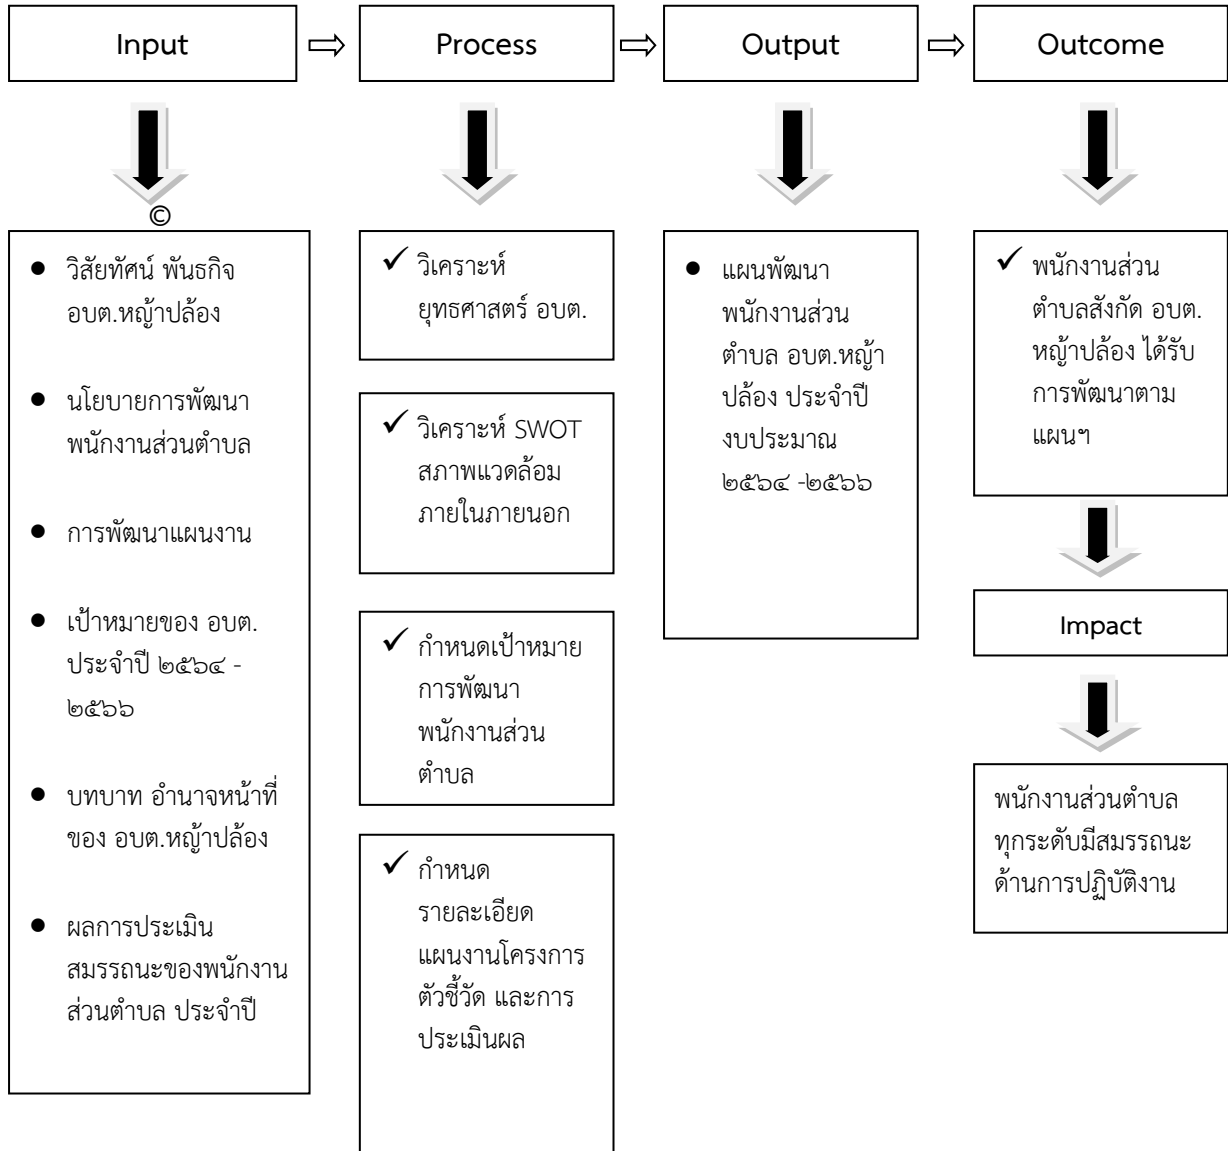 Input
Process
Output
Outcome
©
วิสัยทัศน์ พันธกิจ
อบต.หญ้าปล้อง
นโยบายการพัฒนา
พนักงานส่วนตำบล
การพัฒนาแผนงาน
เป้าหมายของ อบต.
ประจำปี ๒๕๖๔ -
๒๕๖๖
บทบาท อำนาจหน้าที่
ของ อบต.หญ้าปล้อง
ผลการประเมิน
สมรรถนะของพนักงาน
ส่วนตำบล ประจำปี
วิเคราะห์
ยุทธศาสตร์ อบต.
วิเคราะห์ SWOT
สภาพแวดล้อม
ภายในภายนอก
กำหนดเป้าหมาย
การพัฒนา
พนักงานส่วน
ตำบล
กำหนด
รายละเอียด
แผนงานโครงการ
ตัวชี้วัด และการ
ประเมินผล
แผนพัฒนา
พนักงานส่วน
ตำบล อบต.หญ้า
ปล้อง ประจำปี
งบประมาณ
๒๕๖๔ -๒๕๖๖
พนักงานส่วน
ตำบลสังกัด อบต.
หญ้าปล้อง ได้รับ
การพัฒนาตาม
แผนฯ
Impact
พนักงานส่วนตำบล
ทุกระดับมีสมรรถนะ
ด้านการปฏิบัติงาน